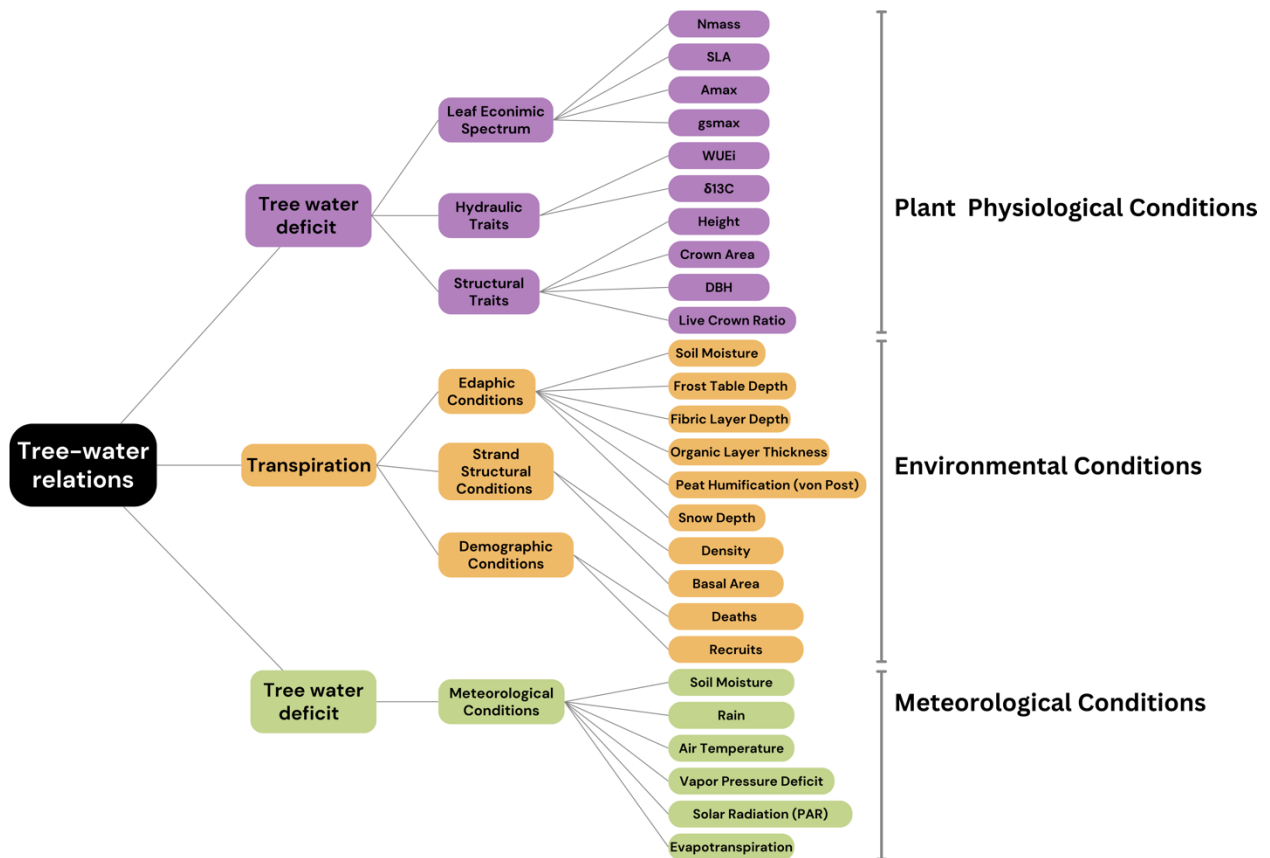 Tree-water
relations
Tree water
deficit
Leaf Econimic
Spectrum
Nmass
SLA
Amax
gsmax
Hydraulic
Traits
WUEi
δ13C
Structural
Traits
Height
Crown Area
DBH
Live Crown Ratio
Plant  Physiological Conditions
Transpiration
Edaphic
Conditions
Soil Moisture
Frost Table Depth
Fibric Layer Depth
Organic Layer Thickness
Peat Humification (von Post)
Snow Depth
Strand
Structural
Conditions
Density
Basal Area
Demographic
Conditions
Deaths
Recruits
Environmental Conditions
Tree water
deficit
Meteorological
Conditions
Soil Moisture
Rain
Air Temperature
Vapor Pressure Deficit
Solar Radiation (PAR)
Evapotranspiration
Meteorological Conditions